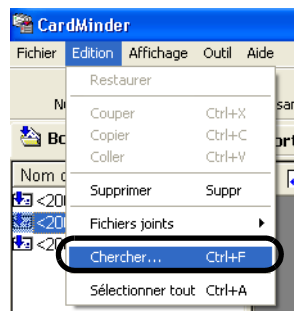 CardMinder
Fichier Edition Affichage Outil Aide
Restaurer
Couper Ctrl+X
Copier Ctrl+C
Coller Ctrl+V
Supprimer Suppr
Fichiers joints
Chercher... Ctrl+F
Sélectionner tout Ctrl+A